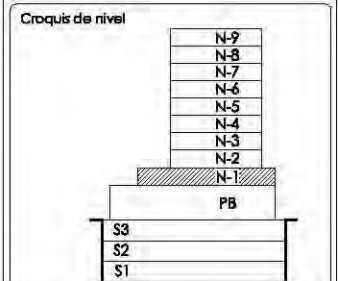 Croquis de nivel
N-9
N-8
N-7
N-6
N-5
N-4
N-3
N-2
N-1
PB
S3
S2
S1